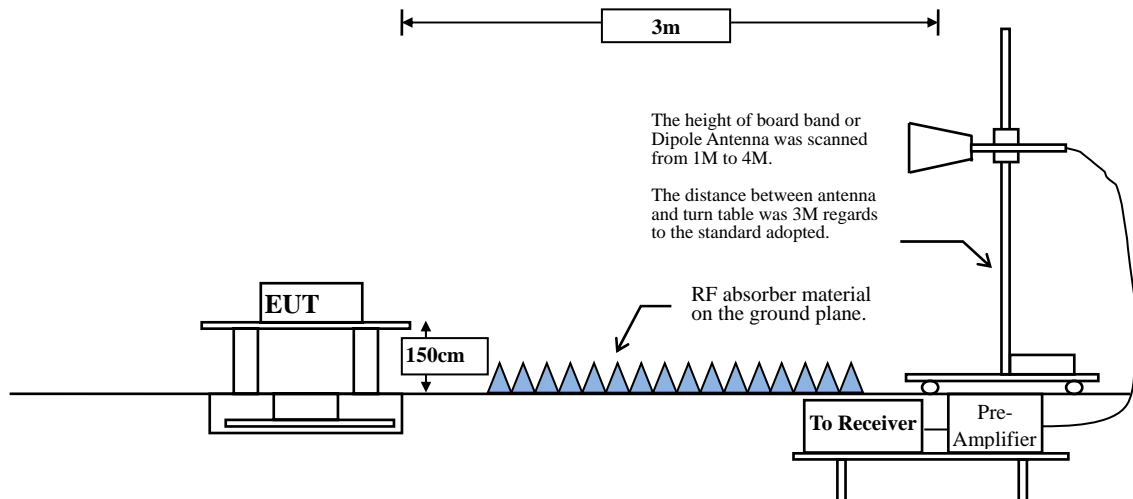 3m
The height of board band or
Dipole Antenna was scanned
from 1M to 4M.
The distance between antenna
and turn table was 3M regards
to the standard adopted.
EUT
RF absorber material
on the ground plane.
150cm
To Receiver
Pre-
Amplifier